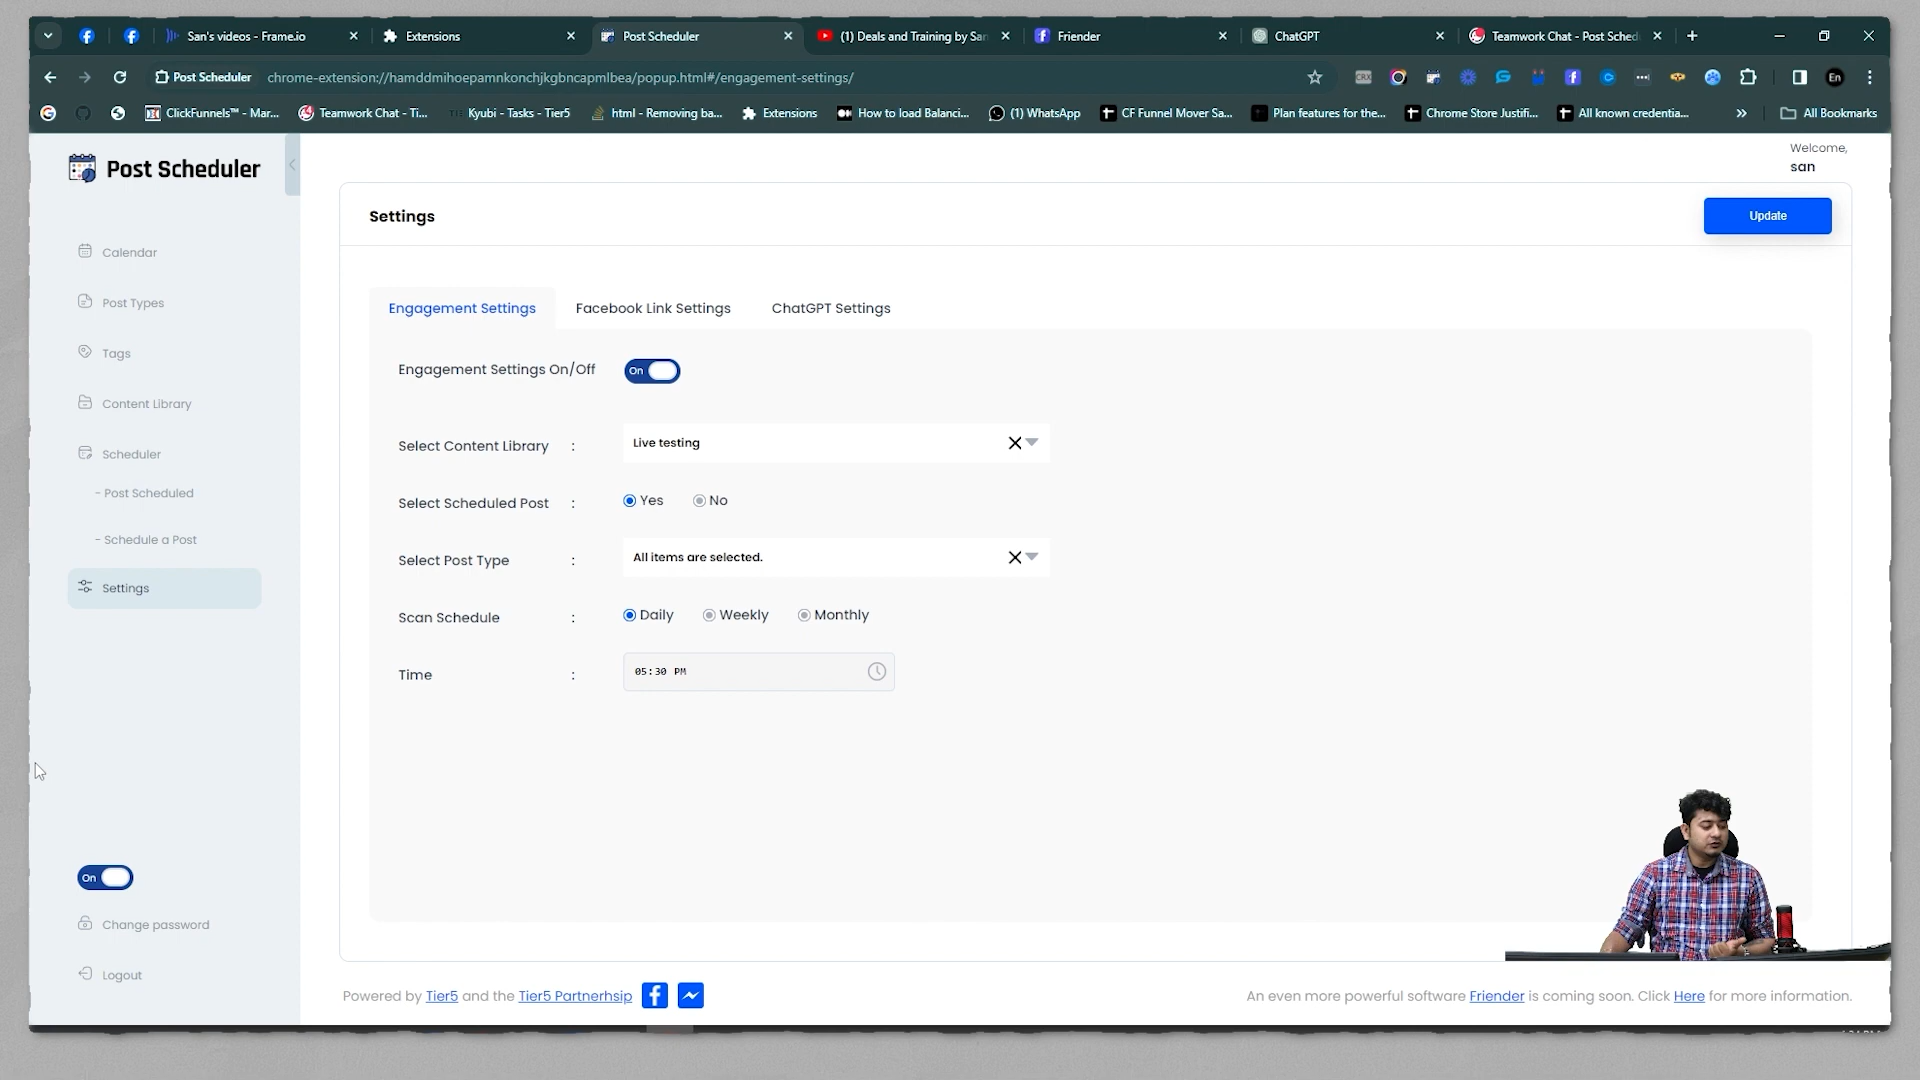 San's videos - Frame.io
Extensions
Post Scheduler
(1) Deals and Training by San
Friender
ChatGPT
Teamwork Chat - Post Sched
Post Scheduler
chrome-extension://hamddmihoepamnkonchjkgbncapmlbea/popup.html#/engagement-settings/
CRX
En
ClickFunnels™ - Mar...
Teamwork Chat - Ti...
Kyubi - Tasks - Tier5
html - Removing ba...
Extensions
How to load Balanci...
(1) WhatsApp
CF Funnel Mover Sa...
Plan features for the...
Chrome Store Justifi...
All known credentia...
All Bookmarks
Post Scheduler
Welcome,
san
Settings
Update
Calendar
Post Types
Tags
Content Library
Scheduler
- Post Scheduled
- Schedule a Post
Settings
Engagement Settings
Facebook Link Settings
ChatGPT Settings
Engagement Settings On/Off
On
Select Content Library :
Live testing
Select Scheduled Post :
Yes
No
Select Post Type :
All items are selected.
Scan Schedule :
Daily
Weekly
Monthly
Time :
05:30 PM
On
Change password
Logout
Powered by Tier5 and the Tier5 Partnerhsip
An even more powerful software Friender is coming soon. Click Here for more information.